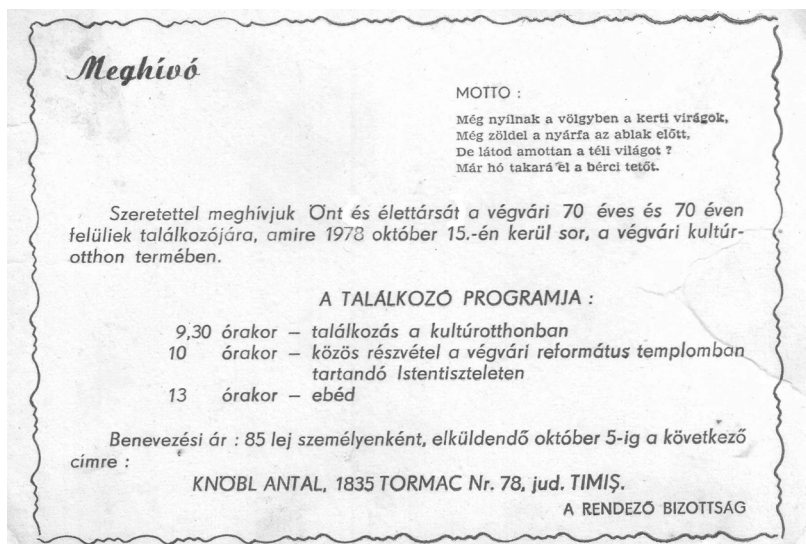 Meghívó
MOTTO :
Még nyílnak a völgyben a kerti virágok,
Még zöldel a nyárfa az ablak előtt,
De látod amottan a téli világot ?
Már hó takará el a bérci tetőt.
Szeretettel meghívjuk Önt és élettársát a végvári 70 éves és 70 éven
felüliek találkozójára, amire 1978 október 15.-én kerül sor, a végvári kultúr-
otthon termében.
A TALÁLKOZÓ PROGRAMJA :
9,30 órakor – találkozás a kultúrotthonban
10 órakor – közös részvétel a végvári református templomban
tartandó Istentiszteleten
13 órakor – ebéd
Benevezési ár : 85 lej személyenként, elküldendő október 5-ig a következő
címre :
KNÖBL ANTAL, 1835 TORMAC Nr. 78, jud. TIMIȘ.
A RENDEZŐ BIZOTTSÁG